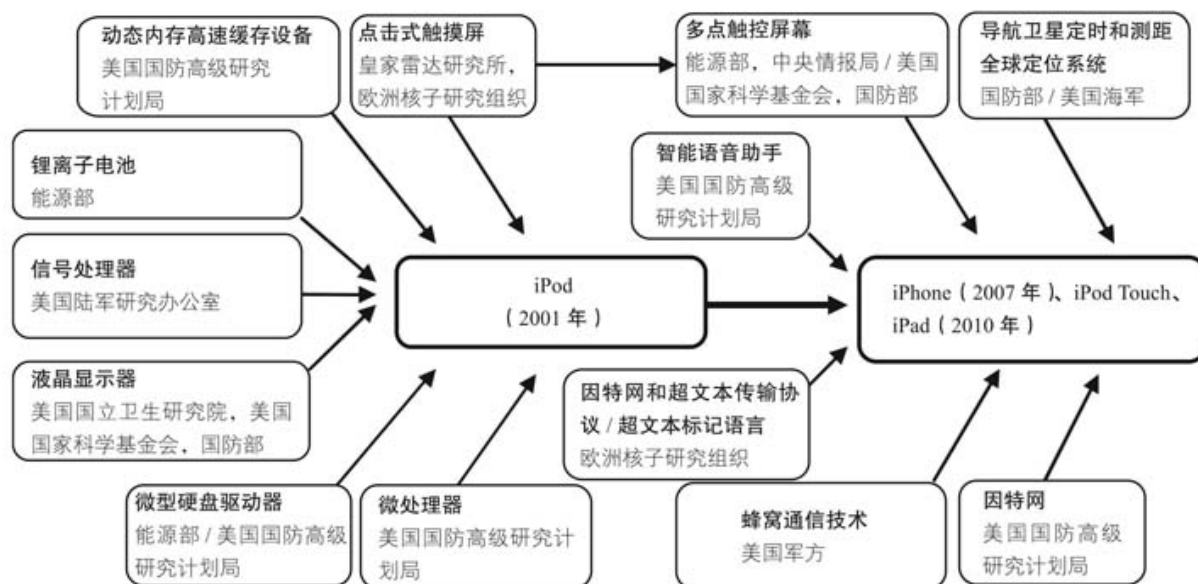 动态内存高速缓存设备
美国国防高级研究
计划局
点击式触摸屏
皇家雷达研究所，
欧洲核子研究组织
多点触控屏幕
能源部，中央情报局 / 美国
国家科学基金会，国防部
导航卫星定时和测距
全球定位系统
国防部 / 美国海军
锂离子电池
能源部
智能语音助手
美国国防高级
研究计划局
信号处理器
美国陆军研究办公室
iPod
（2001 年）
iPhone（2007 年）、iPod Touch、
iPad（2010 年）
液晶显示器
美国国立卫生研究院，美国
国家科学基金会，国防部
因特网和超文本传输协
议 / 超文本标记语言
欧洲核子研究组织
微型硬盘驱动器
能源部 / 美国国防高级
研究计划局
微处理器
美国国防高级研究计
划局
蜂窝通信技术
美国军方
因特网
美国国防高级
研究计划局